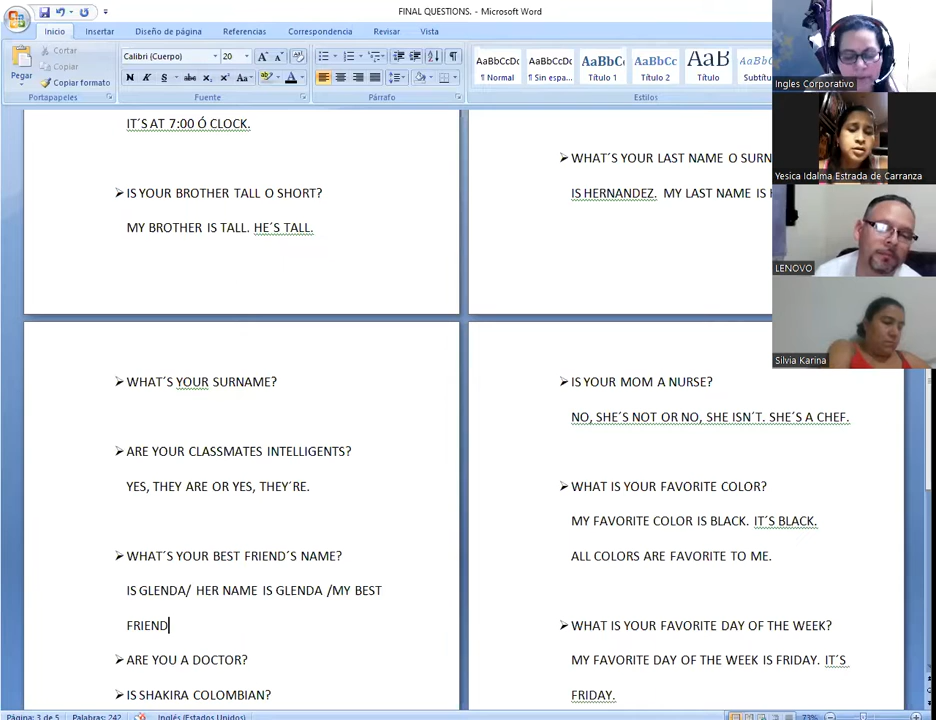 FINAL QUESTIONS. - Microsoft Word
Inicio Insertar Diseño de página Referencias Correspondencia Revisar Vista
Pegar
Cortar
Copiar
Copiar formato
Portapapeles
Calibri (Cuerpo) 20
Fuente
Párrafo
AaBbCcDc ¶ Normal
AaBbCcDc ¶ Sin espa...
AaBbCc Título 1
AaBbCc Título 2
AaB Título
Estilos
IT´S AT 7:00 Ó CLOCK.
IS YOUR BROTHER TALL O SHORT?
MY BROTHER IS TALL. HE´S TALL.
WHAT´S YOUR LAST NAME O
IS HERNANDEZ. MY LAST NAME IS
WHAT´S YOUR SURNAME?
ARE YOUR CLASSMATES INTELLIGENTS?
YES, THEY ARE OR YES, THEY´RE.
WHAT´S YOUR BEST FRIEND´S NAME?
IS GLENDA/ HER NAME IS GLENDA /MY BEST
FRIEND
ARE YOU A DOCTOR?
IS SHAKIRA COLOMBIAN?
IS YOUR MOM A NURSE?
NO, SHE´S NOT OR NO, SHE ISN´T. SHE´S A CHEF.
WHAT IS YOUR FAVORITE COLOR?
MY FAVORITE COLOR IS BLACK. IT´S BLACK.
ALL COLORS ARE FAVORITE TO ME.
WHAT IS YOUR FAVORITE DAY OF THE WEEK?
MY FAVORITE DAY OF THE WEEK IS FRIDAY. IT´S
FRIDAY.
Ingles Corporativo
Yesica Idalma Estrada de Carranza
LENOVO
Silvia Karina
Página: 3 de 5 Palabras: 242 Inglés (Estados Unidos) 73%